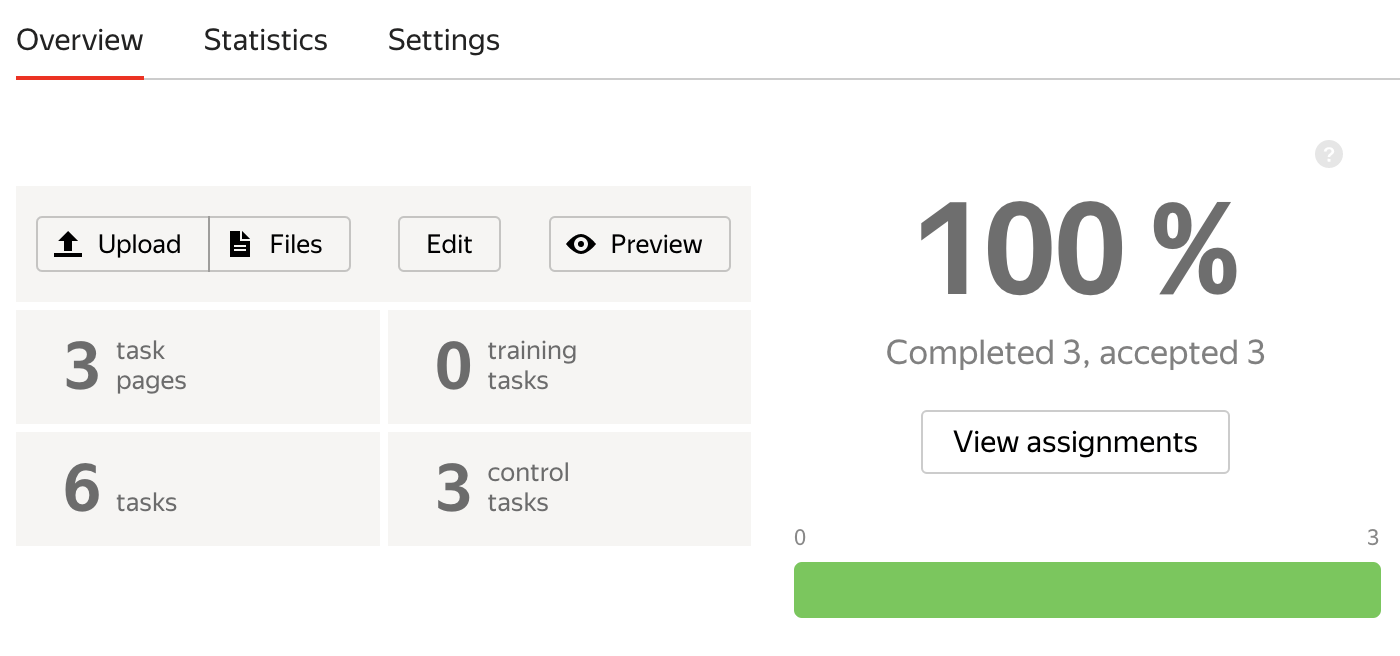 Overview Statistics Settings
?
Upload Files Edit Preview
100 %
Completed 3, accepted 3
View assignments
3 task pages
0 training tasks
6 tasks
3 control tasks
0 3